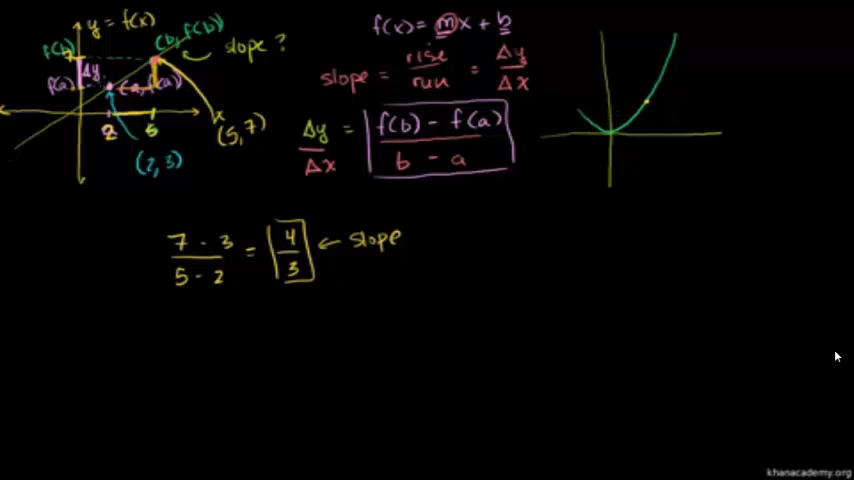 y = f(x)
f(b)
7
(b, f(b))
slope ?
f(a)
Δy
(a, f(a))
2
5
x
(5, 7)
(2, 3)
f(x) = mx + b
slope = rise/run = Δy/Δx
Δy/Δx = f(b) - f(a)/b - a
7 - 3/5 - 2 = 4/3 ← slope
khanacademy.org